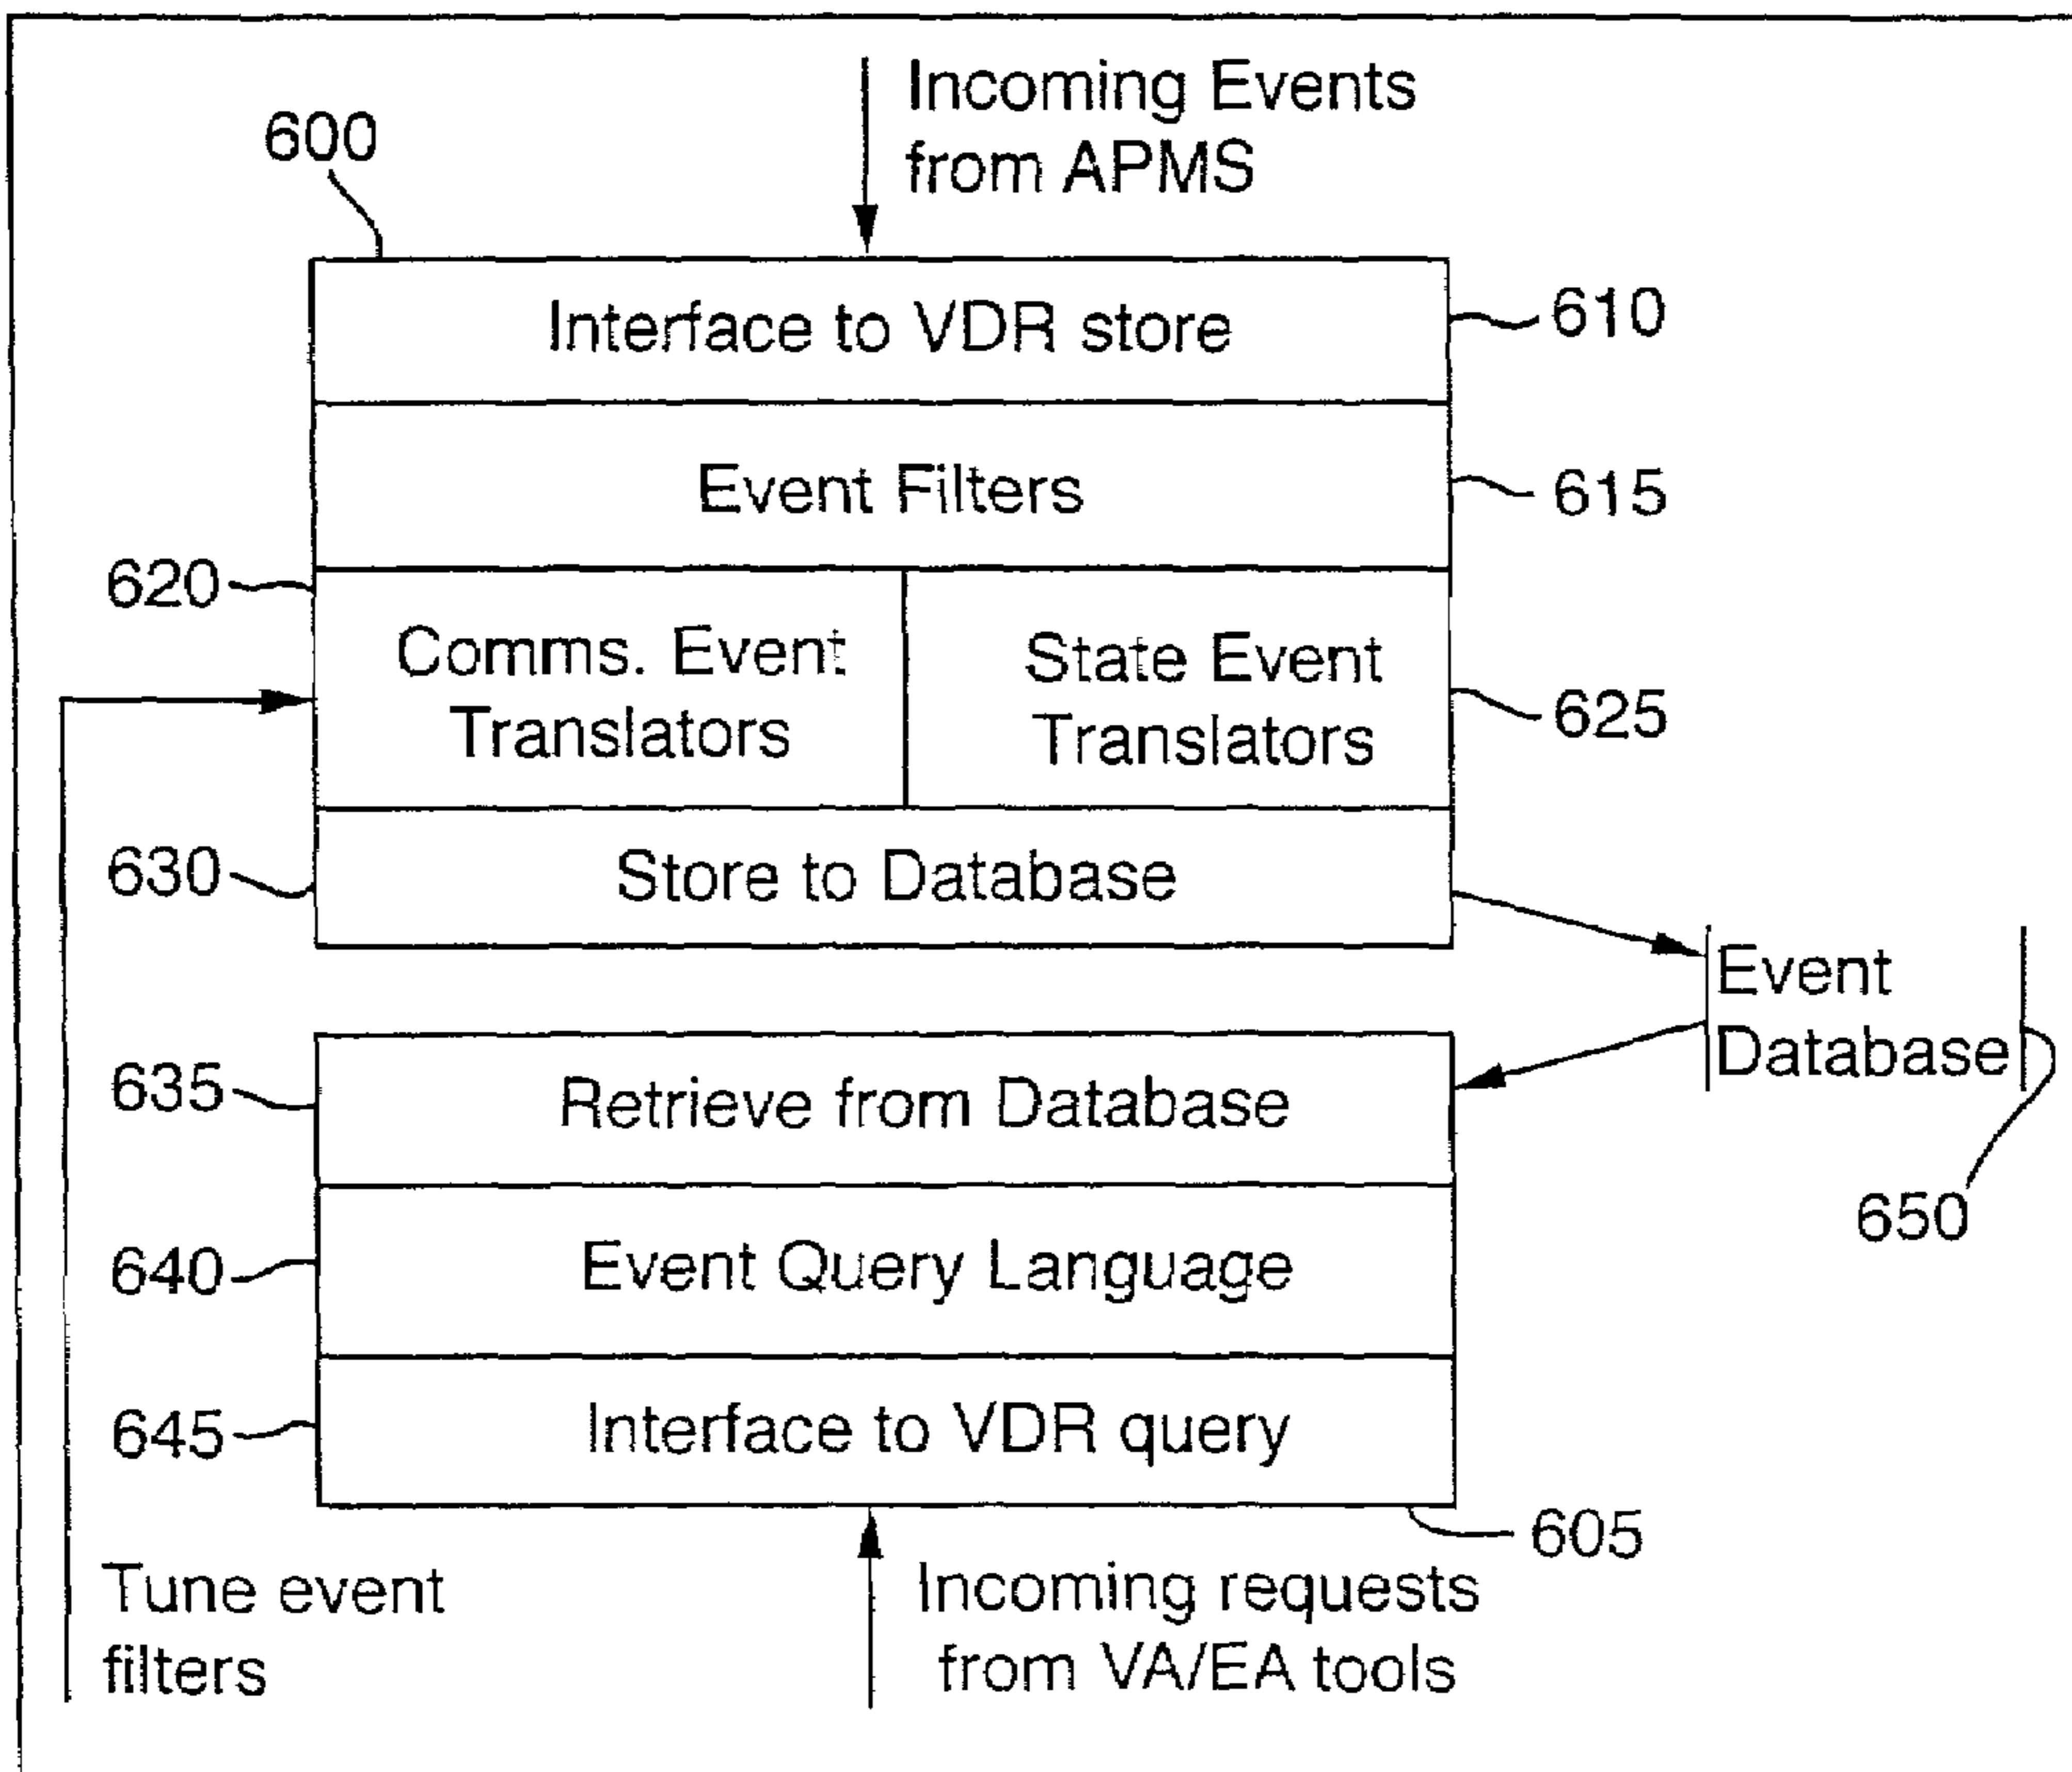 Incoming Events
from APMS
600
Interface to VDR store
610
Event Filters
615
620
Comms. Event
Translators
State Event
Translators
625
630
Store to Database
Event
Database
635
Retrieve from Database
650
640
Event Query Language
645
Interface to VDR query
605
Tune event
filters
Incoming requests
from VA/EA tools